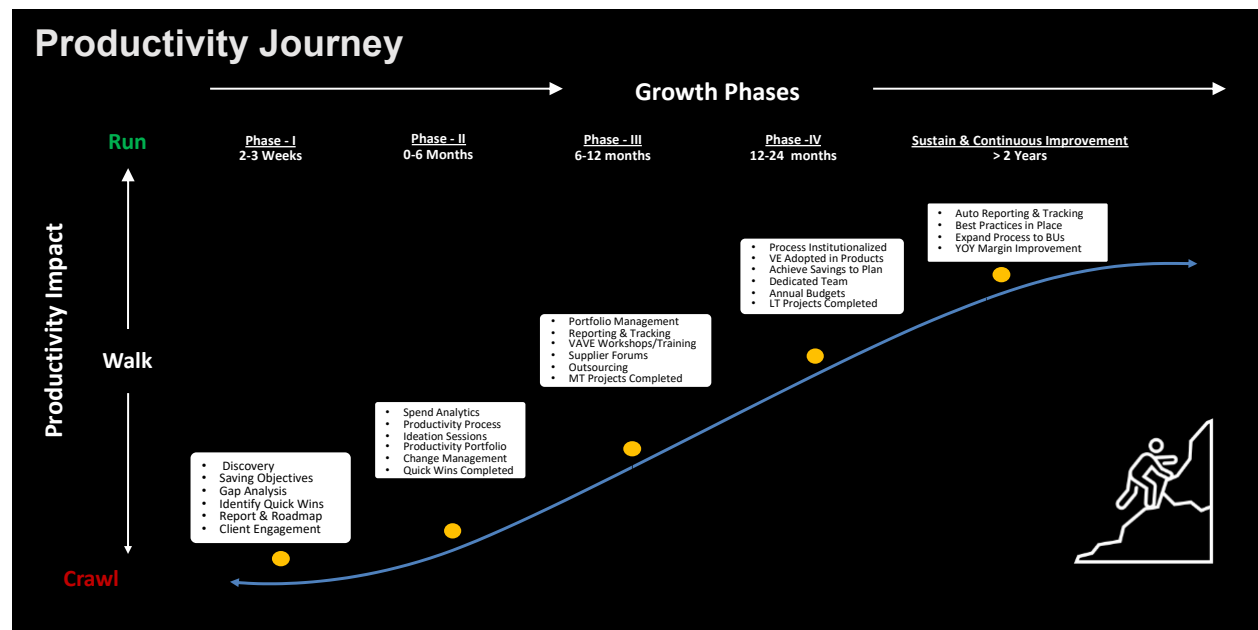 Productivity Journey
Growth Phases
Run
Phase - I
2-3 Weeks
Phase - II
0-6 Months
Phase - III
6-12 months
Phase -IV
12-24 months
Sustain & Continuous Improvement
> 2 Years
Productivity Impact
Walk
Crawl
• Discovery
• Saving Objectives
• Gap Analysis
• Identify Quick Wins
• Report & Roadmap
• Client Engagement
• Spend Analytics
• Productivity Process
• Ideation Sessions
• Productivity Portfolio
• Change Management
• Quick Wins Completed
• Portfolio Management
• Reporting & Tracking
• VAVE Workshops/Training
• Supplier Forums
• Outsourcing
• MT Projects Completed
• Process Institutionalized
• VE Adopted in Products
• Achieve Savings to Plan
• Dedicated Team
• Annual Budgets
• LT Projects Completed
• Auto Reporting & Tracking
• Best Practices in Place
• Expand Process to BUs
• YOY Margin Improvement